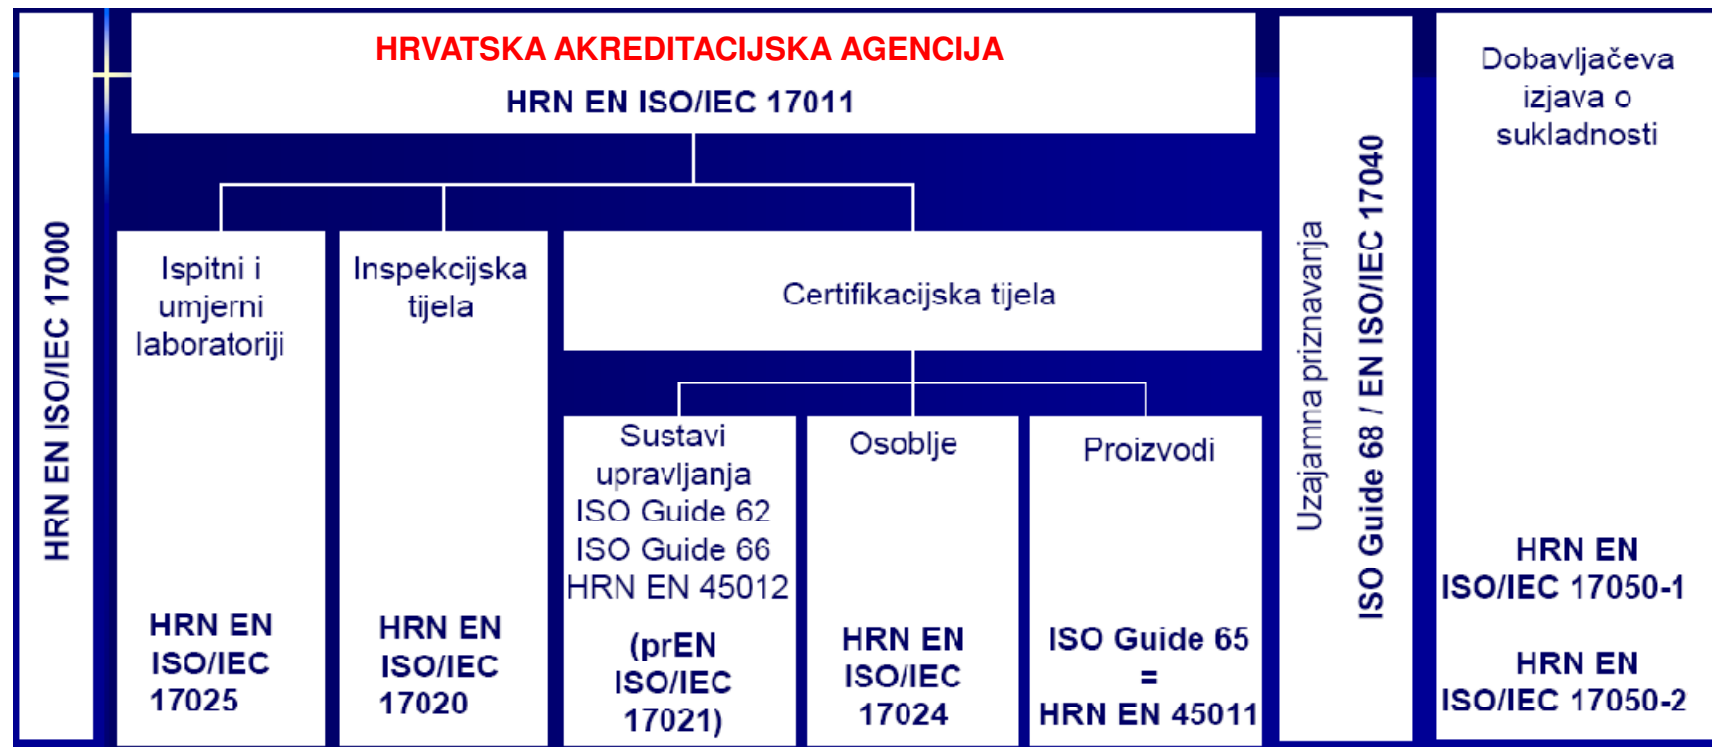 HRN EN ISO/IEC 17000
HRVATSKA AKREDITACIJSKA AGENCIJA
HRN EN ISO/IEC 17011
Ispitni i
umjerni
laboratoriji
HRN EN
ISO/IEC
17025
Inspekcijska
tijela
HRN EN
ISO/IEC
17020
Certifikacijska tijela
Sustavi
upravljanja
ISO Guide 62
ISO Guide 66
HRN EN 45012
(prEN
ISO/IEC
17021)
Osoblje
HRN EN
ISO/IEC
17024
Proizvodi
ISO Guide 65
=
HRN EN 45011
Uzajamna priznavanja
ISO Guide 68 / EN ISO/IEC 17040
Dobavljačeva
izjava o
sukladnosti
HRN EN
ISO/IEC 17050-1
HRN EN
ISO/IEC 17050-2